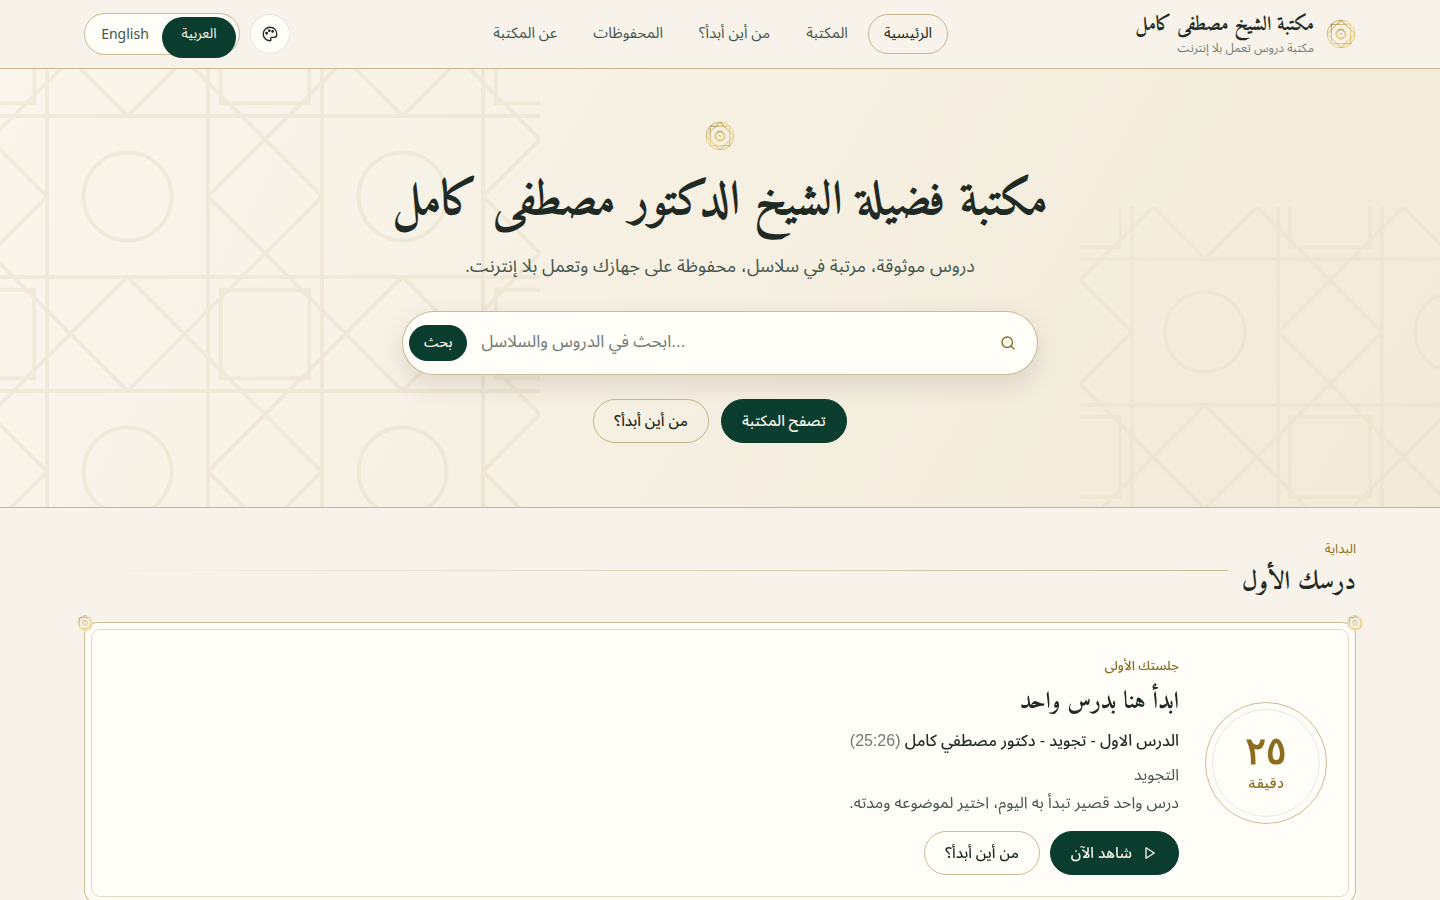 مكتبة الشيخ مصطفى كامل
مكتبة دروس تعمل بلا إنترنت
الرئيسية
المكتبة
من أين أبدأ؟
المحفوظات
عن المكتبة
العربية
English
مكتبة فضيلة الشيخ الدكتور مصطفى كامل
دروس موثوقة، مرتبة في سلاسل، محفوظة على جهازك وتعمل بلا إنترنت.
ابحث في الدروس والسلاسل...
بحث
تصفح المكتبة
من أين أبدأ؟
البداية
درسك الأول
٢٥
دقيقة
جلستك الأولى
ابدأ هنا بدرس واحد
الدرس الاول - تجويد - دكتور مصطفي كامل (25:26)
التجويد
درس واحد قصير تبدأ به اليوم، اختير لموضوعه ومدته.
شاهد الآن
من أين أبدأ؟